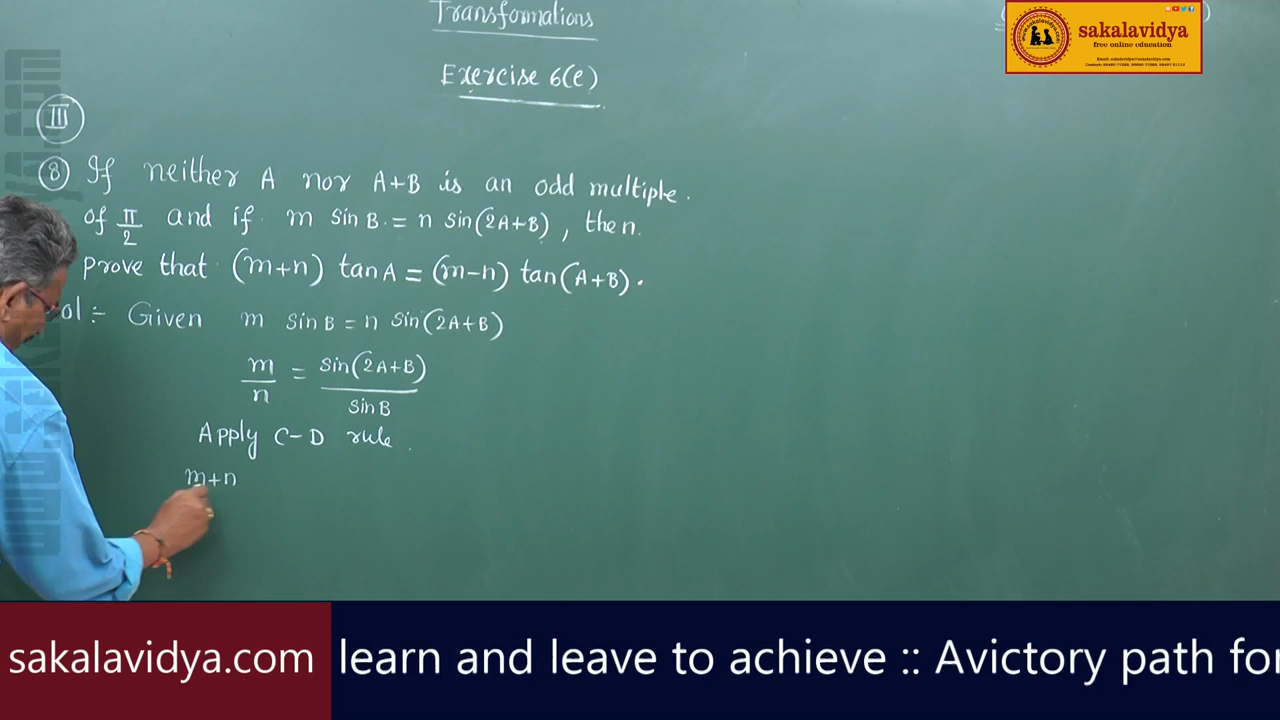 Transformations
sakalavidya
free online education
Exercise 6(e)
III
8 If neither A nor A+B is an odd multiple.
of π/2 and if m sin B = n sin(2A+B), then.
prove that (m+n) tan A = (m-n) tan(A+B).
ol :- Given m sin B = n sin(2A+B)
m/n = sin(2A+B)/sin B
Apply C-D rule.
m+n
sakalavidya.com learn and leave to achieve :: Avictory path for